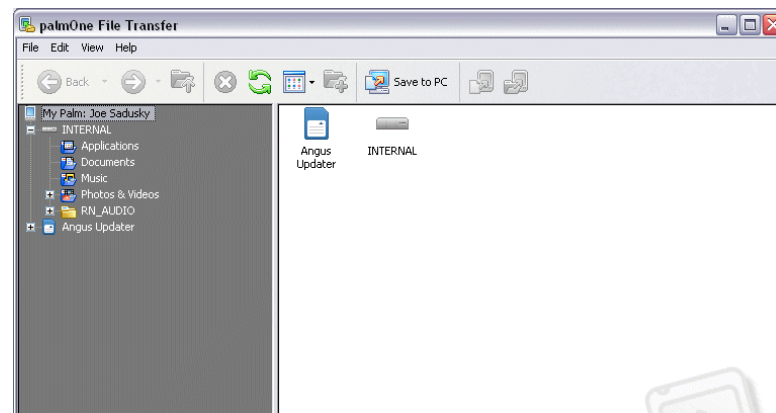 palmOne File Transfer
File Edit View Help
Back Save to PC
My Palm: Joe Sadusky
INTERNAL
Applications
Documents
Music
Photos & Videos
RN_AUDIO
Angus Updater
Angus
Updater
INTERNAL